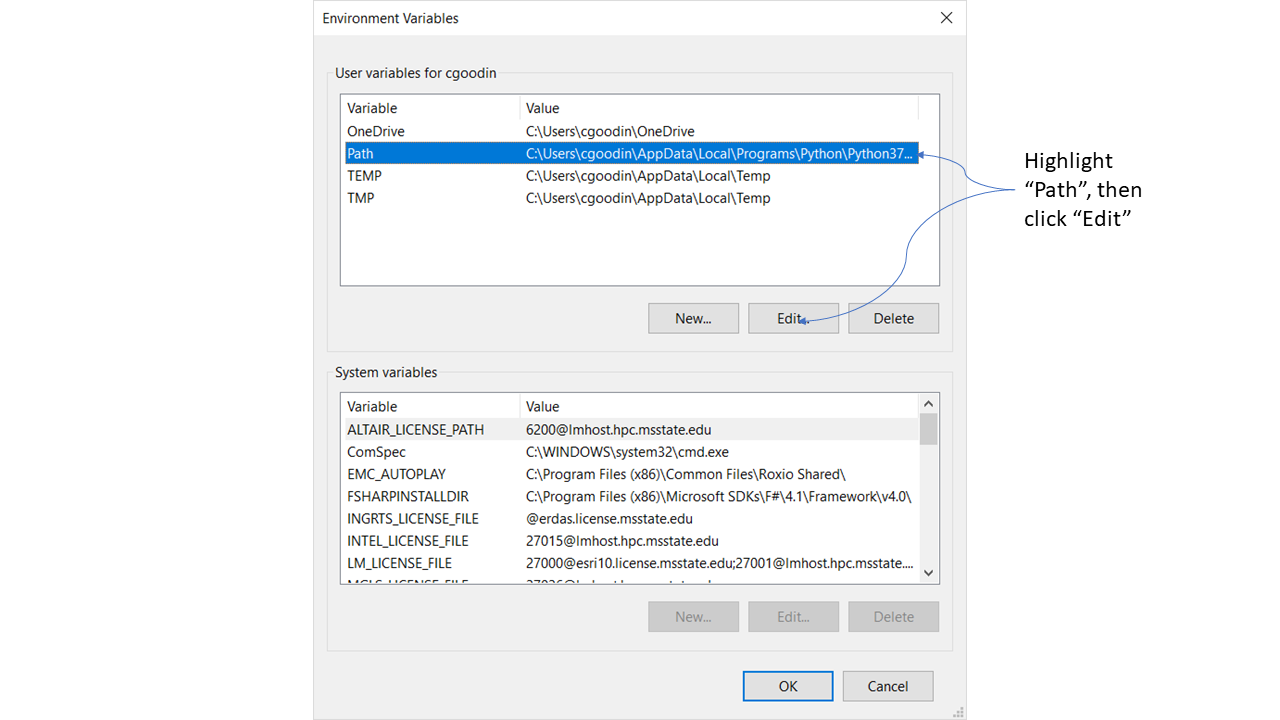 Environment Variables
User variables for cgoodin
Variable Value
OneDrive C:\Users\cgoodin\OneDrive
Path C:\Users\cgoodin\AppData\Local\Programs\Python\Python37...
TEMP C:\Users\cgoodin\AppData\Local\Temp
TMP C:\Users\cgoodin\AppData\Local\Temp
New... Edit... Delete
Highlight
“Path”, then
click “Edit”
System variables
Variable Value
ALTAIR_LICENSE_PATH 6200@lmhost.hpc.msstate.edu
ComSpec C:\WINDOWS\system32\cmd.exe
EMC_AUTOPLAY C:\Program Files (x86)\Common Files\Roxio Shared\
FSHARPINSTALLDIR C:\Program Files (x86)\Microsoft SDKs\F#\4.1\Framework\v4.0\
INGRTS_LICENSE_FILE @erdas.license.msstate.edu
INTEL_LICENSE_FILE 27015@lmhost.hpc.msstate.edu
LM_LICENSE_FILE 27000@esri10.license.msstate.edu;27001@lmhost.hpc.msstate....
New... Edit... Delete
OK Cancel